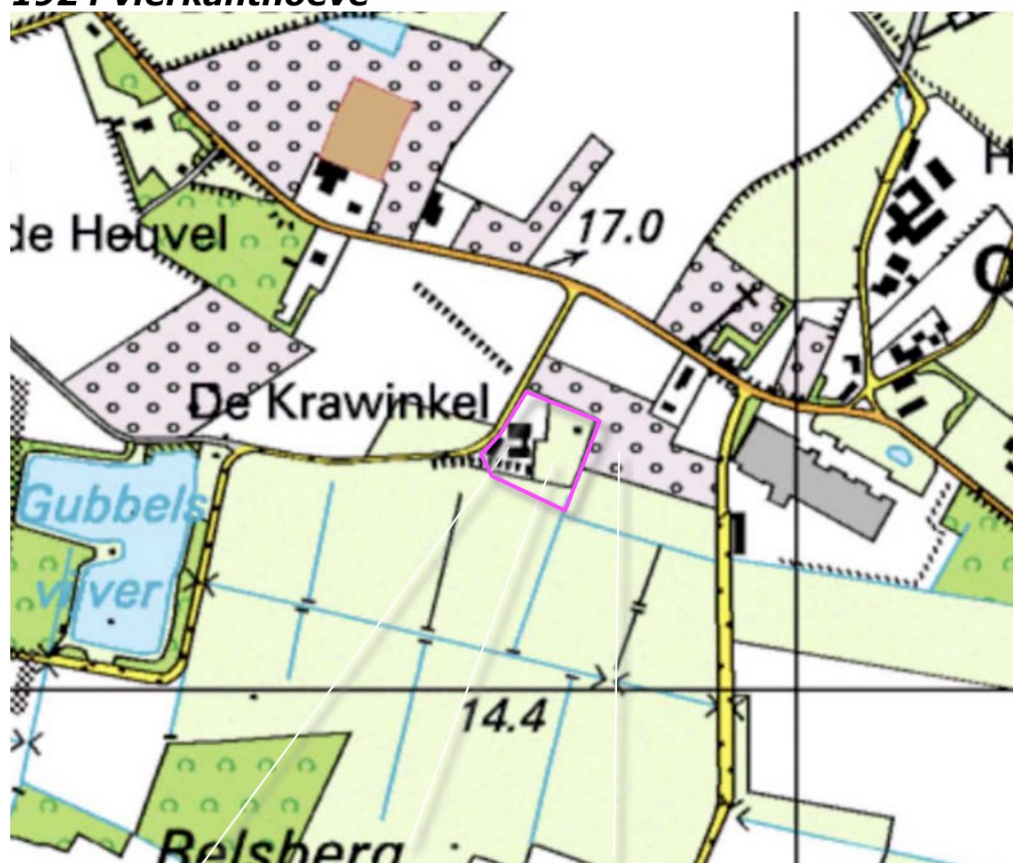 1924 vierkanthoeve
17.0
de Heuvel
De Krawinkel
Gubbels
vijver
14.4
Belsberg